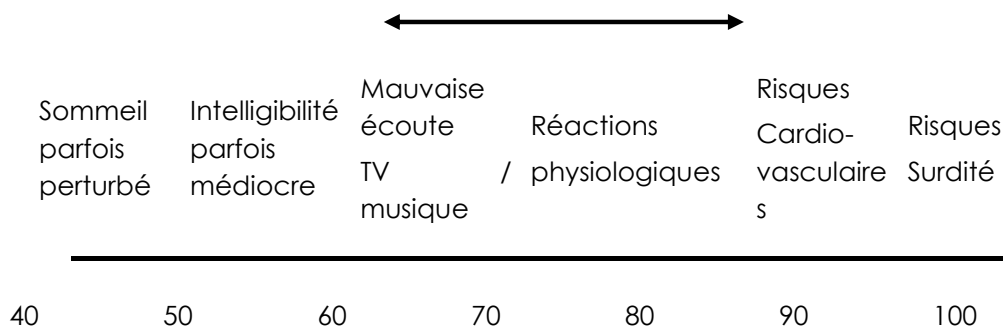 Sommeil
parfois
perturbé
Intelligibilité
parfois
médiocre
Mauvaise
écoute
TV /
musique
Réactions
physiologiques
Risques
Cardio-
vasculaire
s
Risques
Surdité
40 50 60 70 80 90 100